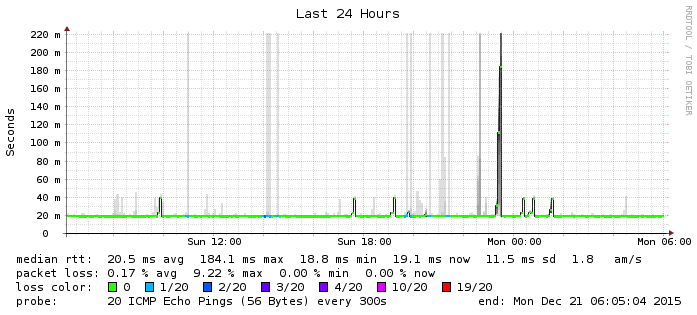 Last 24 Hours
RRDTOOL / TOBI OETIKER
Seconds
220 m
200 m
180 m
160 m
140 m
120 m
100 m
80 m
60 m
40 m
20 m
0
Sun 12:00 Sun 18:00 Mon 00:00 Mon 06:00
median rtt: 20.5 ms avg 184.1 ms max 18.8 ms min 19.1 ms now 11.5 ms sd 1.8 am/s
packet loss: 0.17 % avg 9.22 % max 0.00 % min 0.00 % now
loss color: 0 1/20 2/20 3/20 4/20 10/20 19/20
probe: 20 ICMP Echo Pings (56 Bytes) every 300s end: Mon Dec 21 06:05:04 2015